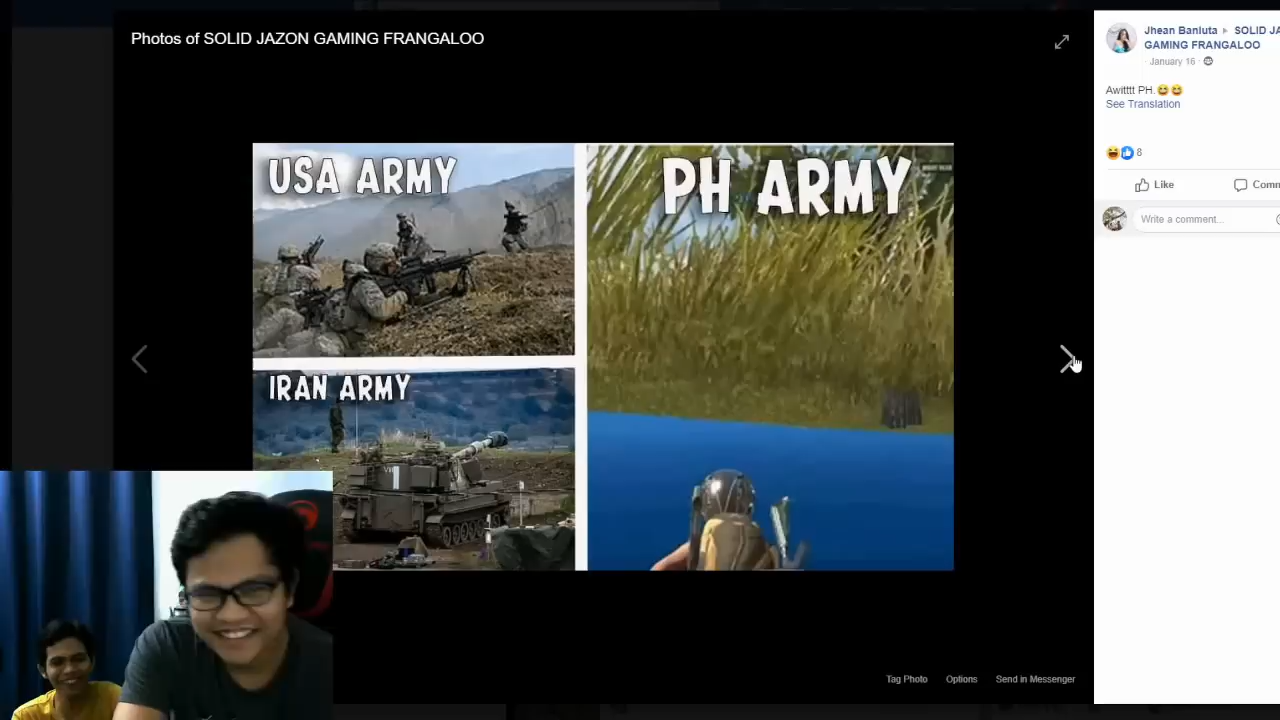 Photos of SOLID JAZON GAMING FRANGALOO
USA ARMY
PH ARMY
IRAN ARMY
Tag Photo Options Send in Messenger
Jhean Baniuta SOLID JA
GAMING FRANGALOO
January 16
Awitttt PH.😂😂
See Translation
8
Like Comm
Write a comment...